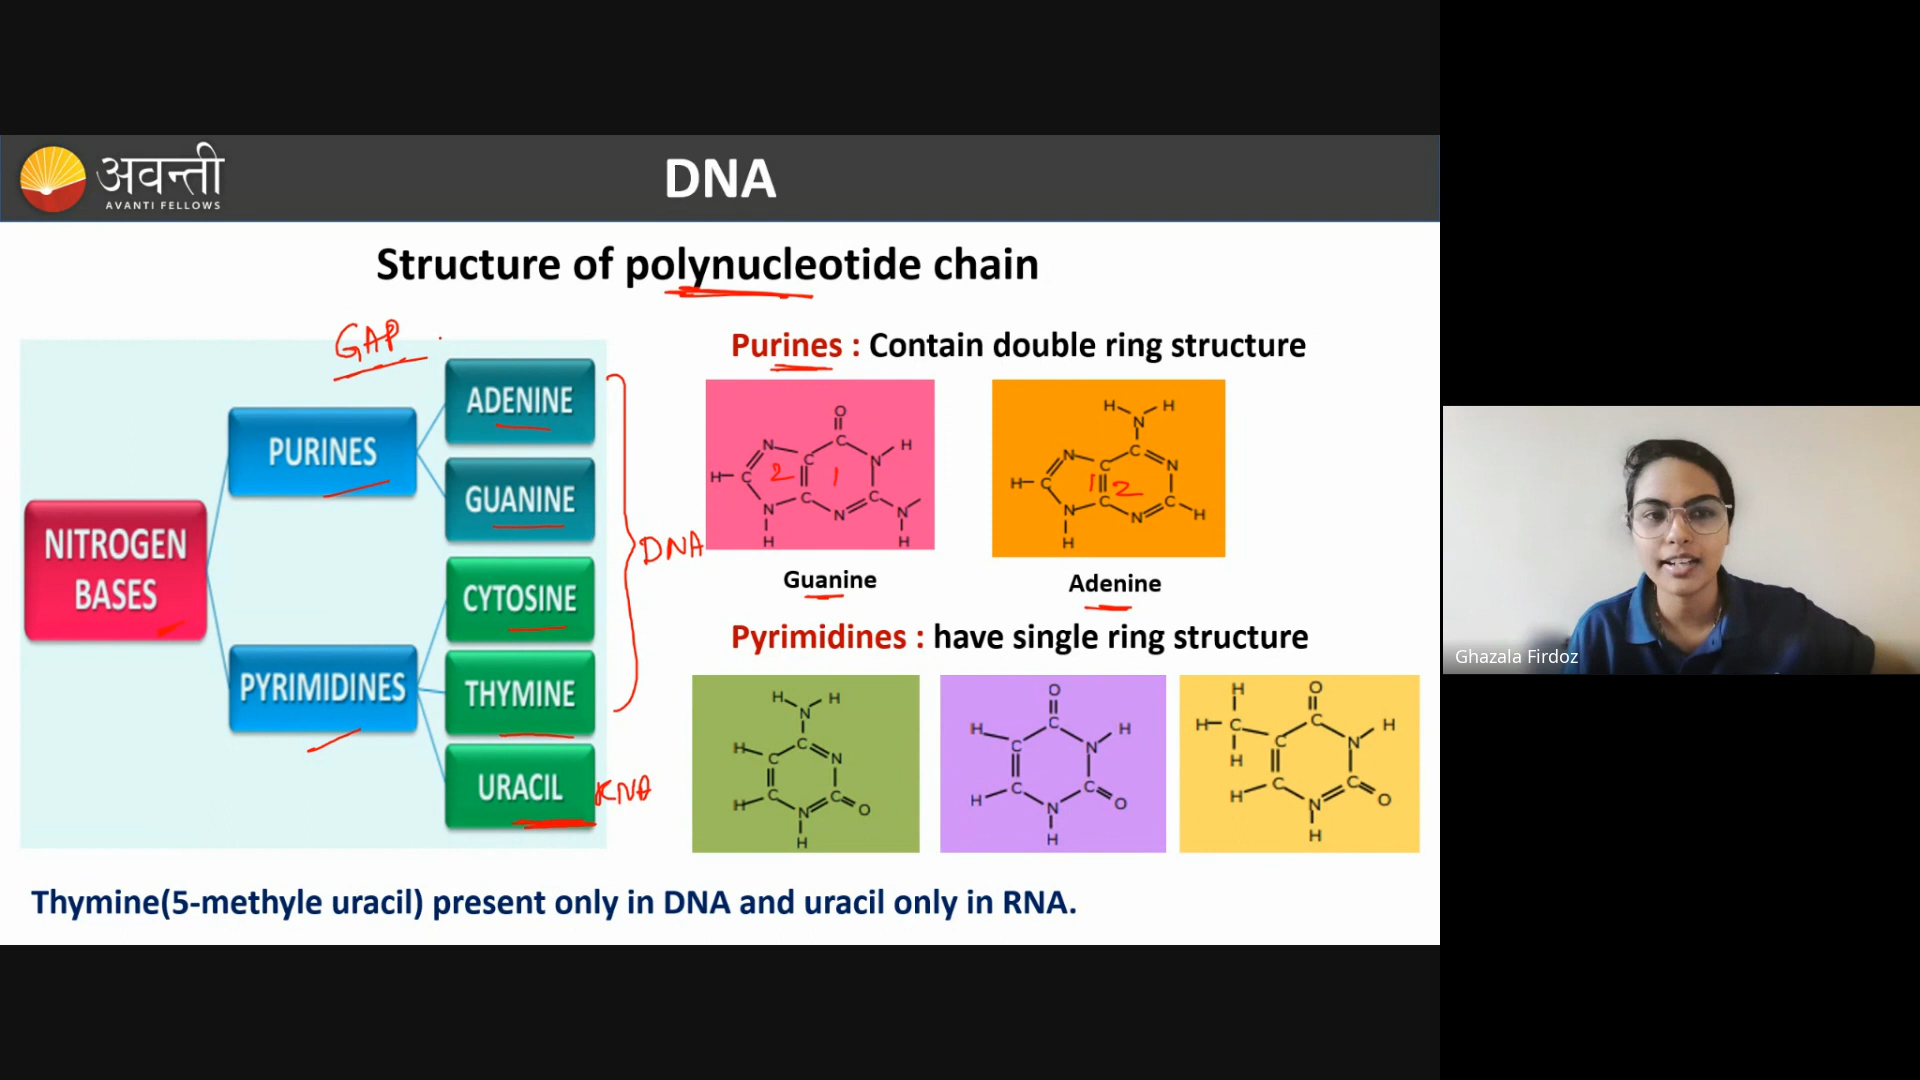 अवन्ती
AVANTI FELLOWS
DNA
Structure of polynucleotide chain
GAP
NITROGEN
BASES
PURINES
PYRIMIDINES
ADENINE
GUANINE
CYTOSINE
THYMINE
URACIL
DNA
RNA
Purines : Contain double ring structure
O
C
N
C
N
H
H
C
2
1
C
N
C
N
N
H
H
Guanine
H
H
N
C
N
C
N
H
C
1
2
C
N
N
C
H
H
Adenine
Pyrimidines : have single ring structure
H
H
N
H
C
C
N
H
C
C
O
N
H
O
C
H
H
C
N
H
C
C
O
N
H
H
O
H
C
C
H
C
N
H
H
C
C
O
N
H
Thymine(5-methyle uracil) present only in DNA and uracil only in RNA.
Ghazala Firdoz